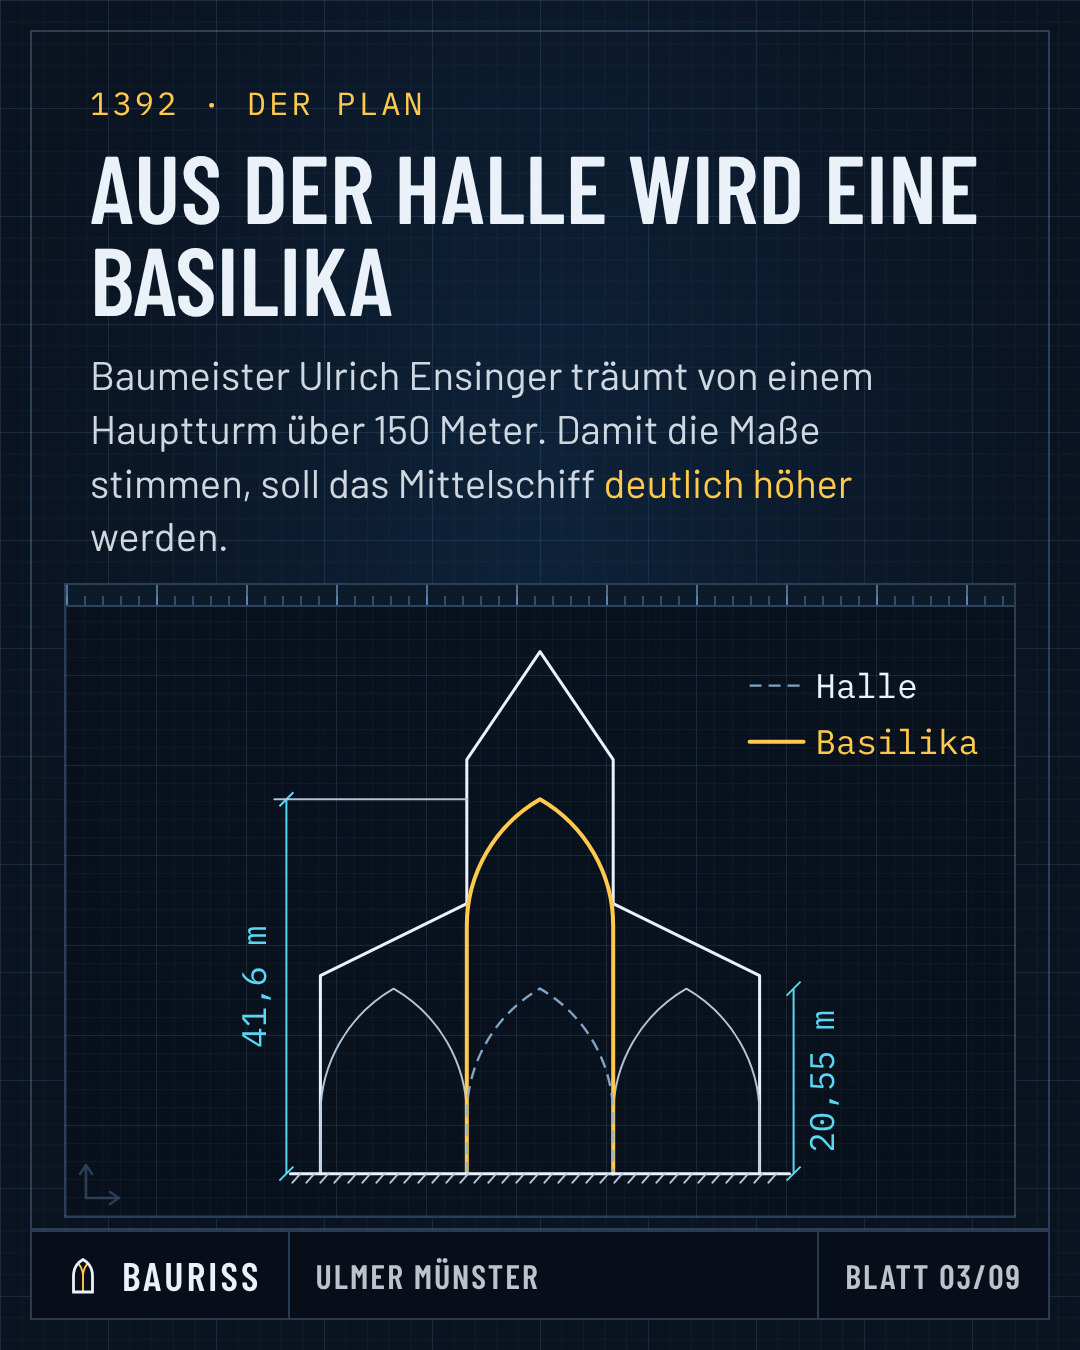 1392 · DER PLAN
AUS DER HALLE WIRD EINE
BASILIKA
Baumeister Ulrich Ensinger träumt von einem
Hauptturm über 150 Meter. Damit die Maße
stimmen, soll das Mittelschiff deutlich höher
werden.
Halle
Basilika
41,6 m
20,55 m
BAURISS
ULMER MÜNSTER
BLATT 03/09